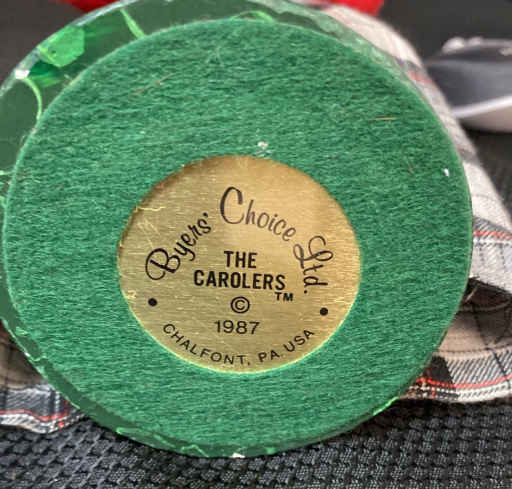 Byers' Choice Ltd.
THE
CAROLERS™
©
1987
• CHALFONT, PA USA •